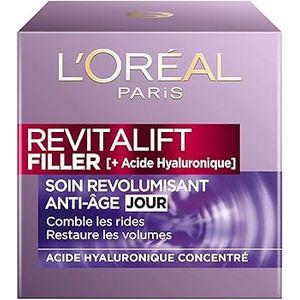 L'ORÉAL
PARIS
REVITALIFT
FILLER [+ Acide Hyaluronique]
SOIN REVOLUMISANT
ANTI-ÂGE JOUR
Comble les rides
Restaure les volumes
ACIDE HYALURONIQUE CONCENTRÉ